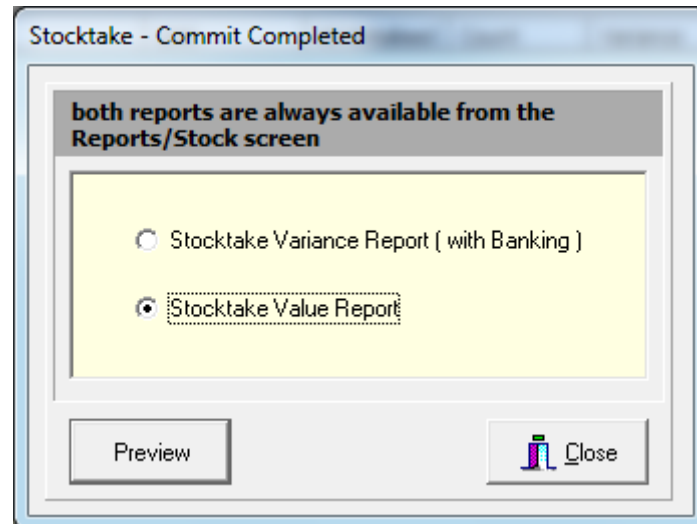 Stocktake - Commit Completed
both reports are always available from the
Reports/Stock screen
Stocktake Variance Report ( with Banking )
Stocktake Value Report
Preview
Close